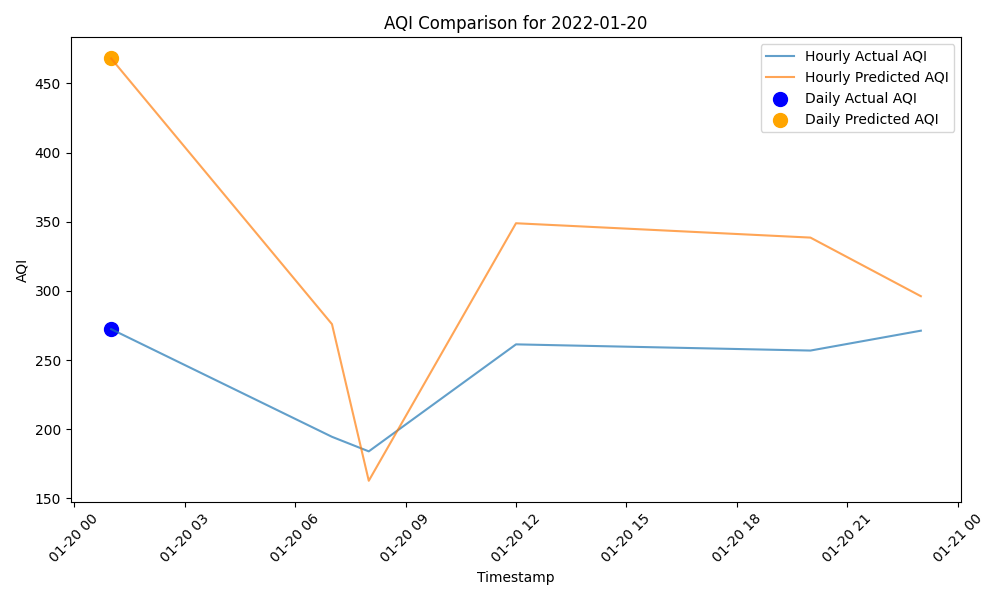 AQI Comparison for 2022-01-20
Hourly Actual AQI
Hourly Predicted AQI
Daily Actual AQI
Daily Predicted AQI
AQI
450
400
350
300
250
200
150
01-20 00
01-20 03
01-20 06
01-20 09
01-20 12
01-20 15
01-20 18
01-20 21
01-21 00
Timestamp